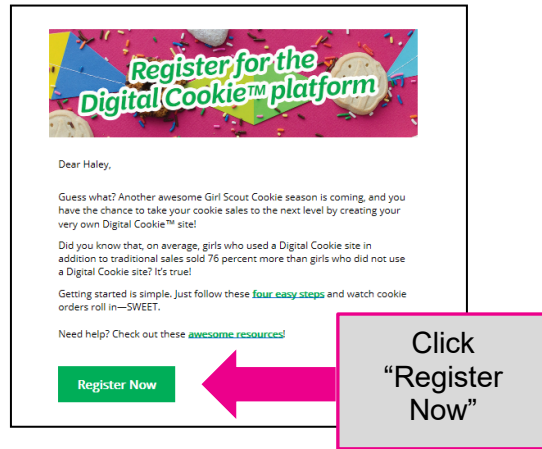 Register for the
Digital Cookie™ platform
Dear Haley,
Guess what? Another awesome Girl Scout Cookie season is coming, and you
have the chance to take your cookie sales to the next level by creating your
very own Digital Cookie™ site!
Did you know that, on average, girls who used a Digital Cookie site in
addition to traditional sales sold 76 percent more than girls who did not use
a Digital Cookie site? It's true!
Getting started is simple. Just follow these four easy steps and watch cookie
orders roll in—SWEET.
Need help? Check out these awesome resources!
Register Now
Click
“Register
Now”